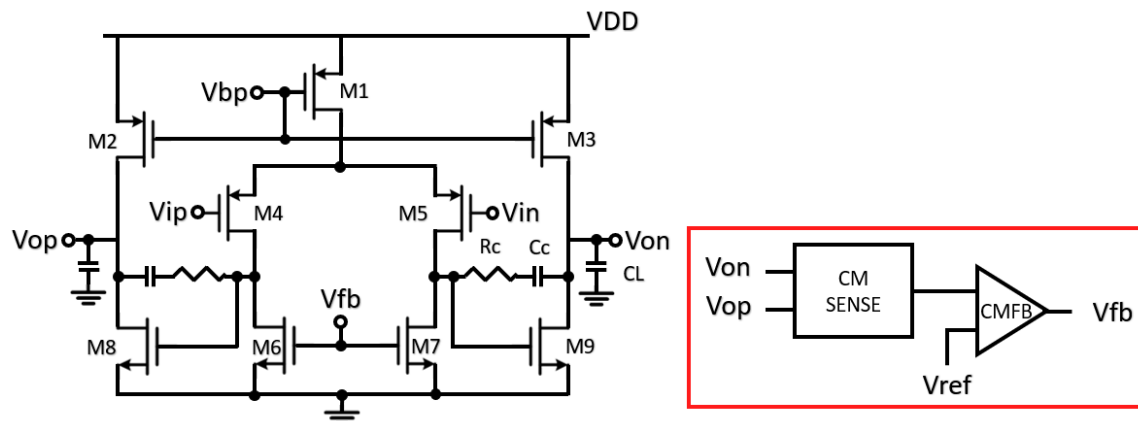 VDD
Vbp
M1
M2
M3
Vip
M4
M5
Vin
Vop
Rc
Cc
Von
CL
Vfb
M8
M6
M7
M9
Von
Vop
CM
SENSE
CMFB
Vfb
Vref